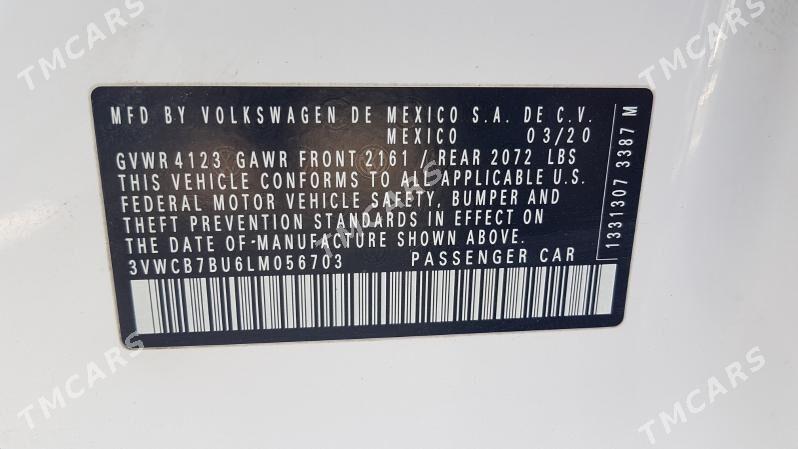 MFD BY VOLKSWAGEN DE MEXICO S.A. DE C.V.
MEXICO 03/20
GVWR 4123 GAWR FRONT 2161 / REAR 2072 LBS
THIS VEHICLE CONFORMS TO ALL APPLICABLE U.S.
FEDERAL MOTOR VEHICLE SAFETY, BUMPER AND
THEFT PREVENTION STANDARDS IN EFFECT ON
THE DATE OF MANUFACTURE SHOWN ABOVE.
3VWCB7BU6LM056703 PASSENGER CAR
1331307 3387 M
TMCARS
TMCARS
TMCARS
TMCARS
TMCARS